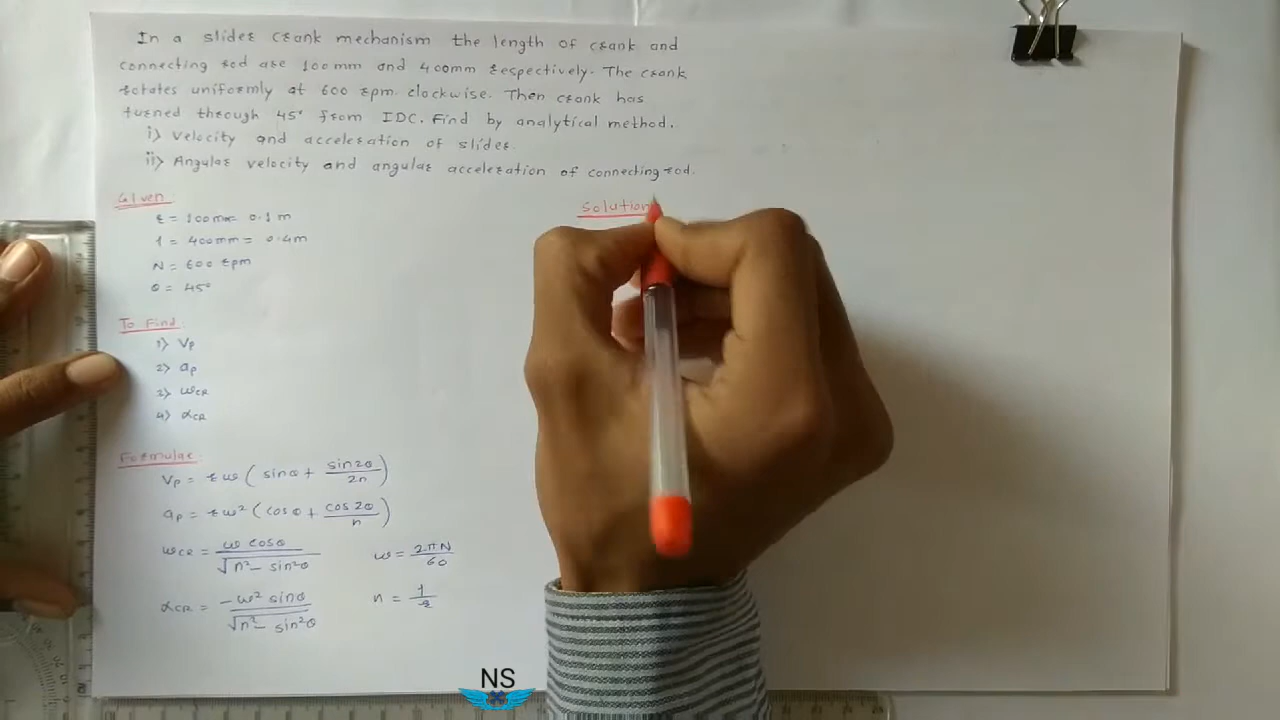 In a slider crank mechanism the length of crank and
connecting rod are 100mm and 400mm respectively. The crank
rotates uniformly at 600 rpm clockwise. Then crank has
turned through 45° from IDC. Find by analytical method.
i) Velocity and acceleration of slider.
ii) Angular velocity and angular acceleration of connecting rod.
Given
r = 100mm = 0.1 m
l = 400mm = 0.4m
N = 600 rpm
θ = 45°
To Find:
1) Vp
2) ap
3) ωCR
4) αCR
Formulae:
Vp = rω ( sinθ + sin2θ/2n )
ap = rω² ( cosθ + cos2θ/n )
ωCR = ω cosθ/√n² - sin²θ
ω = 2πN/60
αCR = -ω² sinθ/√n² - sin²θ
n = l/r
Solution
NS